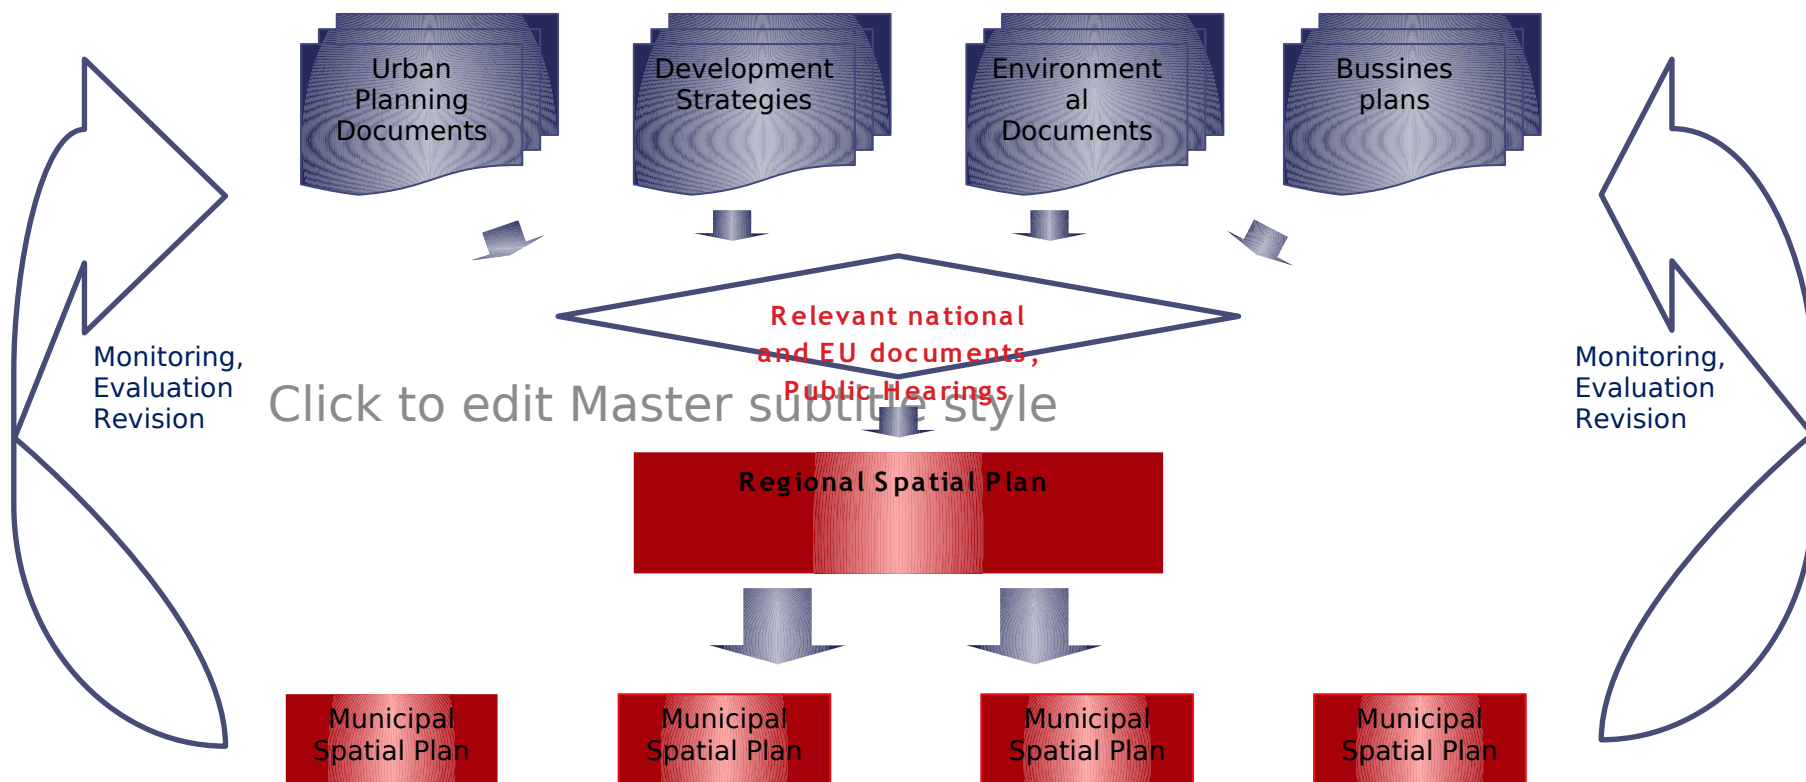 Urban
Planning
Documents
Development
Strategies
Environment
al
Documents
Bussines
plans
Relevant national
and EU documents,
Public Hearings
Monitoring,
Evaluation
Revision
Click to edit Master subtitle style
Monitoring,
Evaluation
Revision
Regional Spatial Plan
Municipal
Spatial Plan
Municipal
Spatial Plan
Municipal
Spatial Plan
Municipal
Spatial Plan